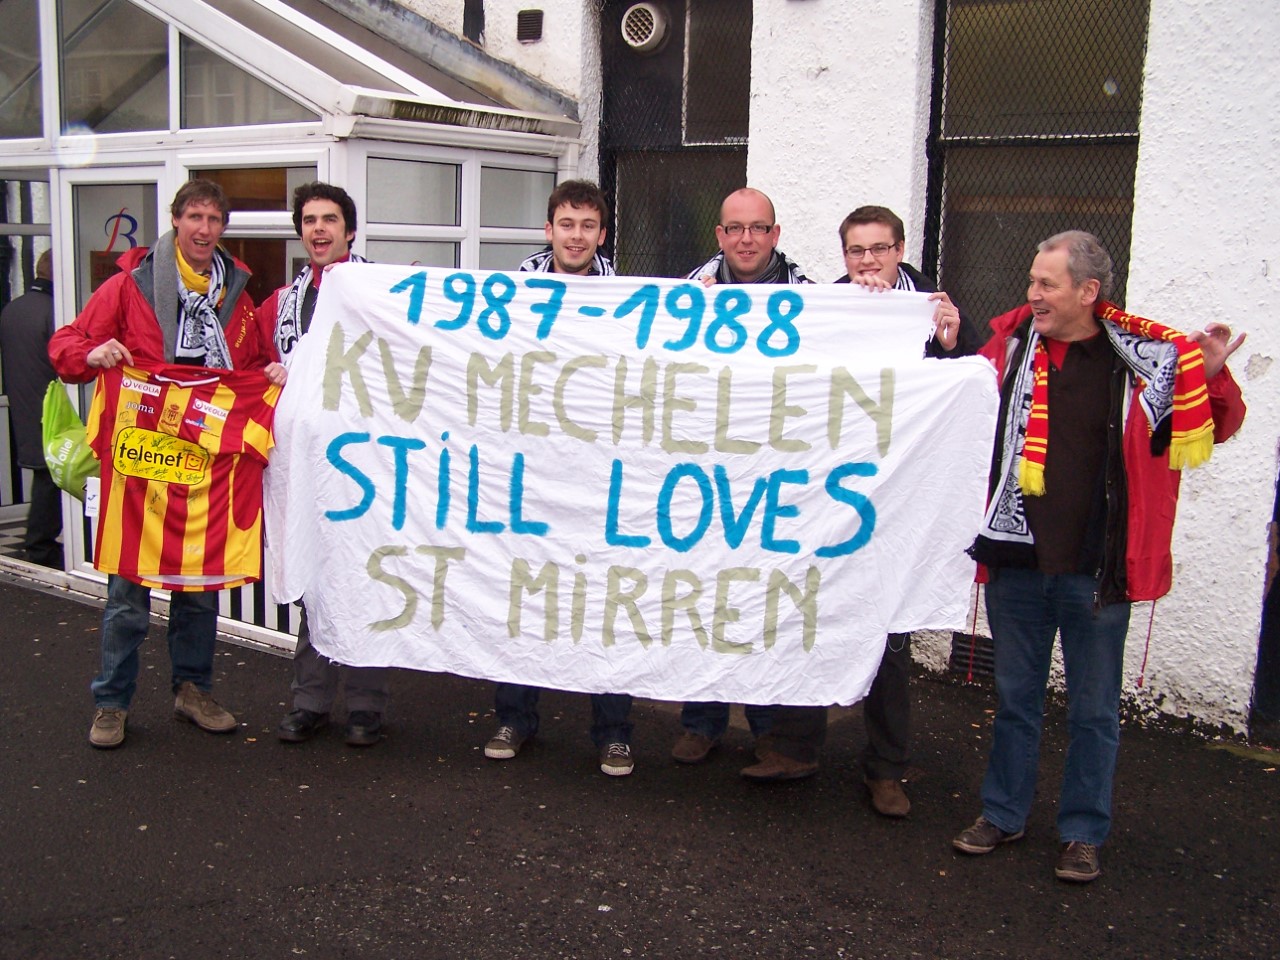 1987-1988
KV MECHELEN
STiLL LOVES
ST MiRREN
VEOLIA
VEOLIA
joma
telenet
B